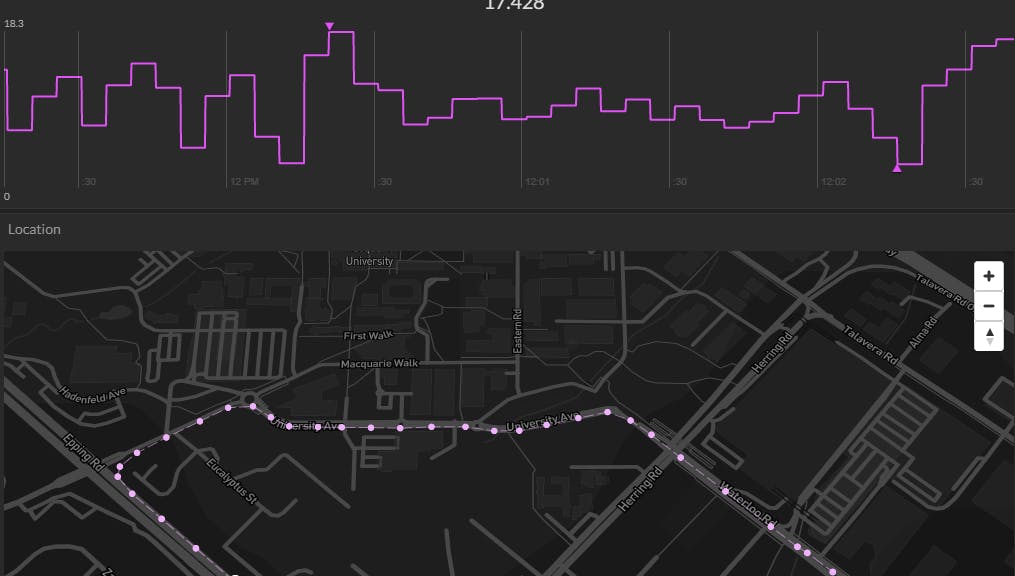 17.428
18.3
:30
12 PM
:30
12:01
:30
12:02
:30
0
Location
University
Talavera Rd
Eastern Rd
First Walk
Alma Rd
Herring Rd
Talavera Rd
Macquarie Walk
Hadenfeld Ave
University Ave
University Ave
Epping Rd
Eucalyptus St
Herring Rd
Waterloo Rd